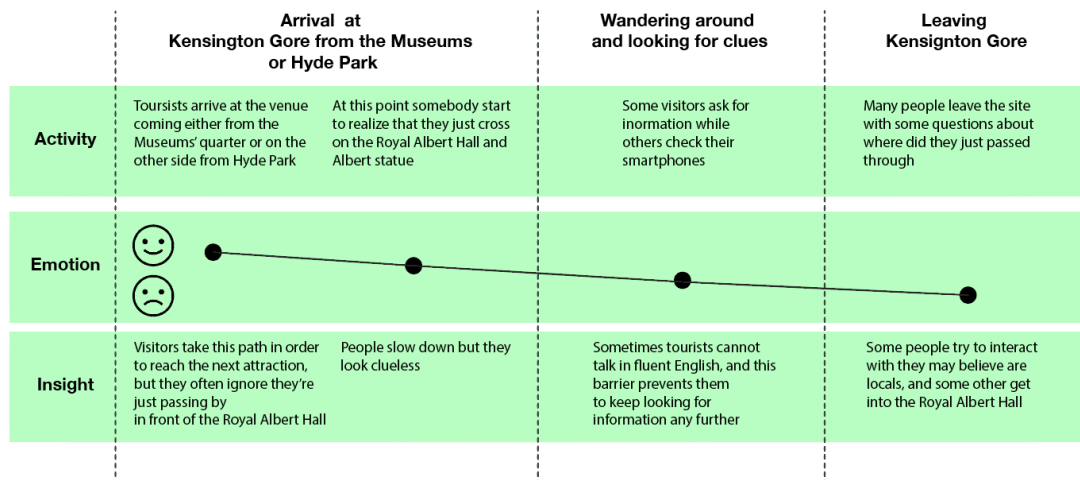 Arrival at
Kensington Gore from the Museums
or Hyde Park
Wandering around
and looking for clues
Leaving
Kensignton Gore
Activity
Toursists arrive at the venue
coming either from the
Museums' quarter or on the
other side from Hyde Park
At this point somebody start
to realize that they just cross
on the Royal Albert Hall and
Albert statue
Some visitors ask for
inormation while
others check their
smartphones
Many people leave the site
with some questions about
where did they just passed
through
Emotion
Insight
Visitors take this path in order
to reach the next attraction,
but they often ignore they're
just passing by
in front of the Royal Albert Hall
People slow down but they
look clueless
Sometimes tourists cannot
talk in fluent English, and this
barrier prevents them
to keep looking for
information any further
Some people try to interact
with they may believe are
locals, and some other get
into the Royal Albert Hall